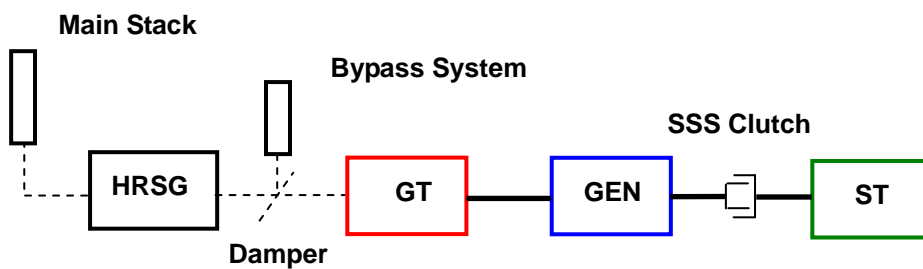 Main Stack
Bypass System
SSS Clutch
HRSG
GT
GEN
ST
Damper